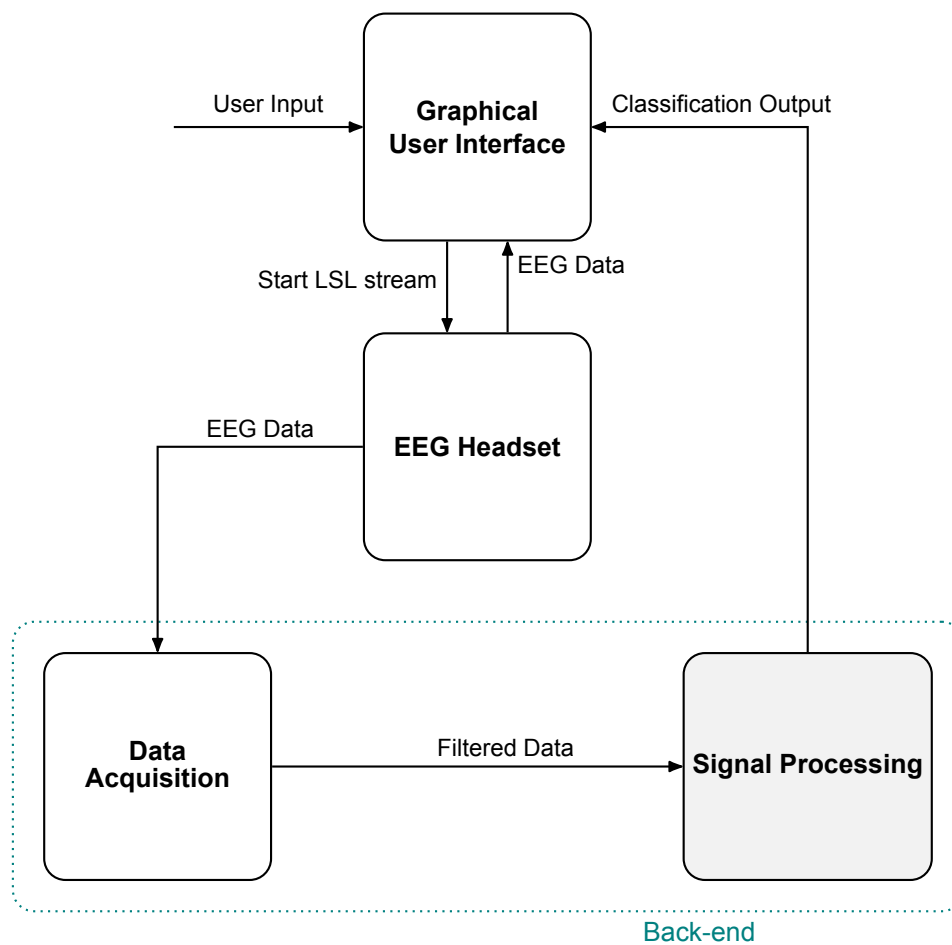 User Input
Graphical
User Interface
Classification Output
Start LSL stream
EEG Data
EEG Data
EEG Headset
Data
Acquisition
Filtered Data
Signal Processing
Back-end